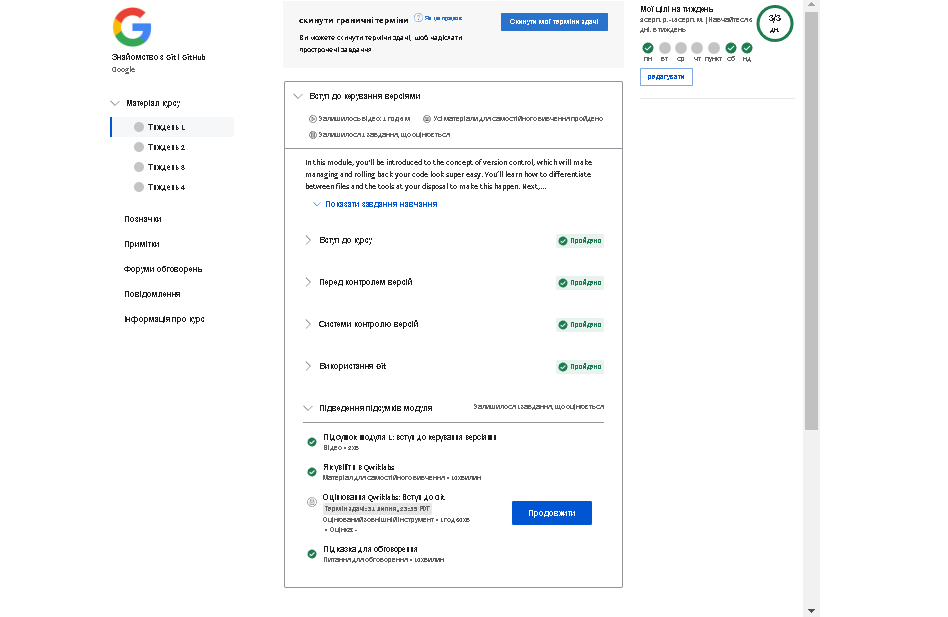 Знайомство з Git і GitHub
Google
Матеріал курсу
Тиждень 1
Тиждень 2
Тиждень 3
Тиждень 4
Позначки
Примітки
Форуми обговорень
Повідомлення
Інформація про курс
скинути граничні терміни
Як це працює
Ви можете скинути терміни здачі, щоб надіслати
прострочені завдання
Скинути мої терміни здачі
Вступ до керування версіями
Залишилось відео: 1 год 6 м
Усі матеріали для самостійного вивчення пройдено
Залишилося 1 завдання, що оцінюється
In this module, you'll be introduced to the concept of version control, which will make
managing and rolling back your code look super easy. You'll learn how to differentiate
between files and the tools at your disposal to make this happen. Next,...
Показати завдання навчання
Вступ до курсу
Пройдено
Перед контролем версій
Пройдено
Системи контролю версій
Пройдено
Використання Git
Пройдено
Підведення підсумків модуля
Залишилося 1 завдання, що оцінюється
Підсумок модуля 1: вступ до керування версіями
Відео • 2 хв
Як увійти в Qwiklabs
Матеріал для самостійного вивчення • 10 хвилин
Оцінювання Qwiklabs: Вступ до Git
Термін здачі: 31 липня, 23:59 PDT
Оцінюваний зовнішній інструмент •
• Оцінка: -
Продовжити
Підказка для обговорення
Питання для обговорення • 10 хвилин
Мої цілі на тиждень
Навчайтеся 3
дні. в тиждень
3/3
дн.
пн вт ср чт пункт сб нд
редагувати